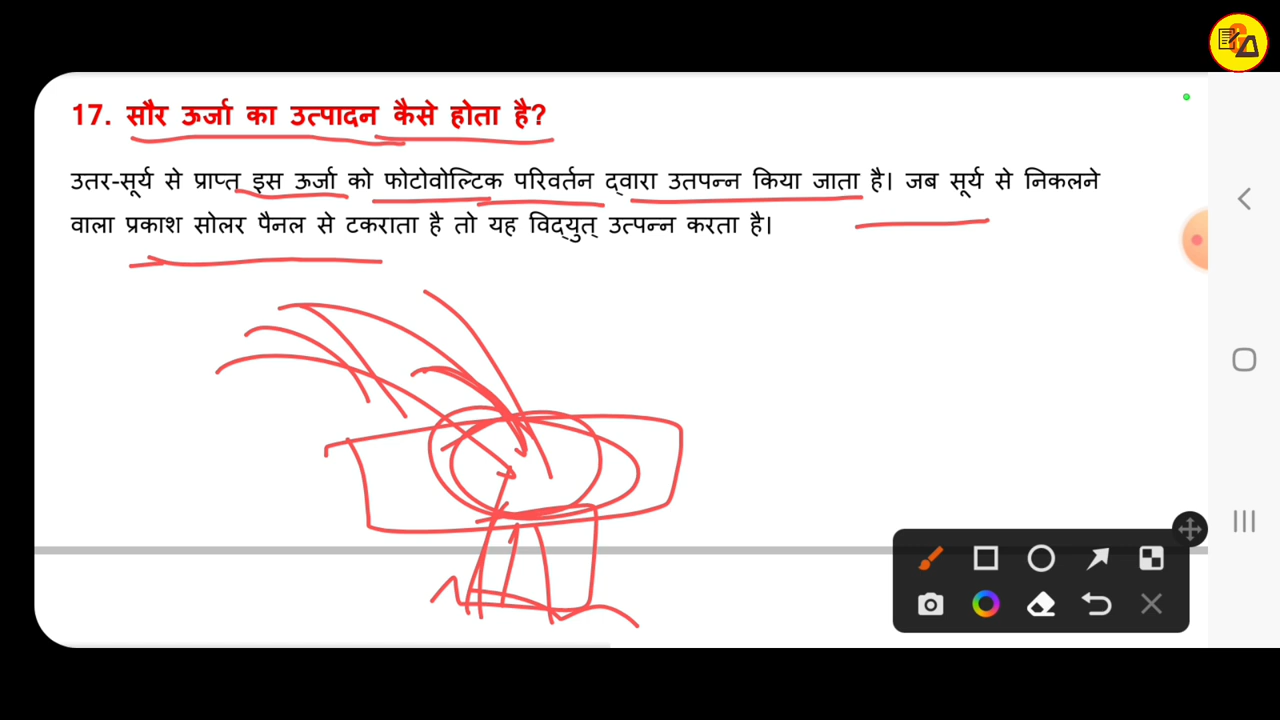 17. सौर ऊर्जा का उत्पादन कैसे होता है?
उतर-सूर्य से प्राप्त इस ऊर्जा को फोटोवोल्टिक परिवर्तन द्वारा उतपन्न किया जाता है। जब सूर्य से निकलने
वाला प्रकाश सोलर पैनल से टकराता है तो यह विद्युत् उत्पन्न करता है।